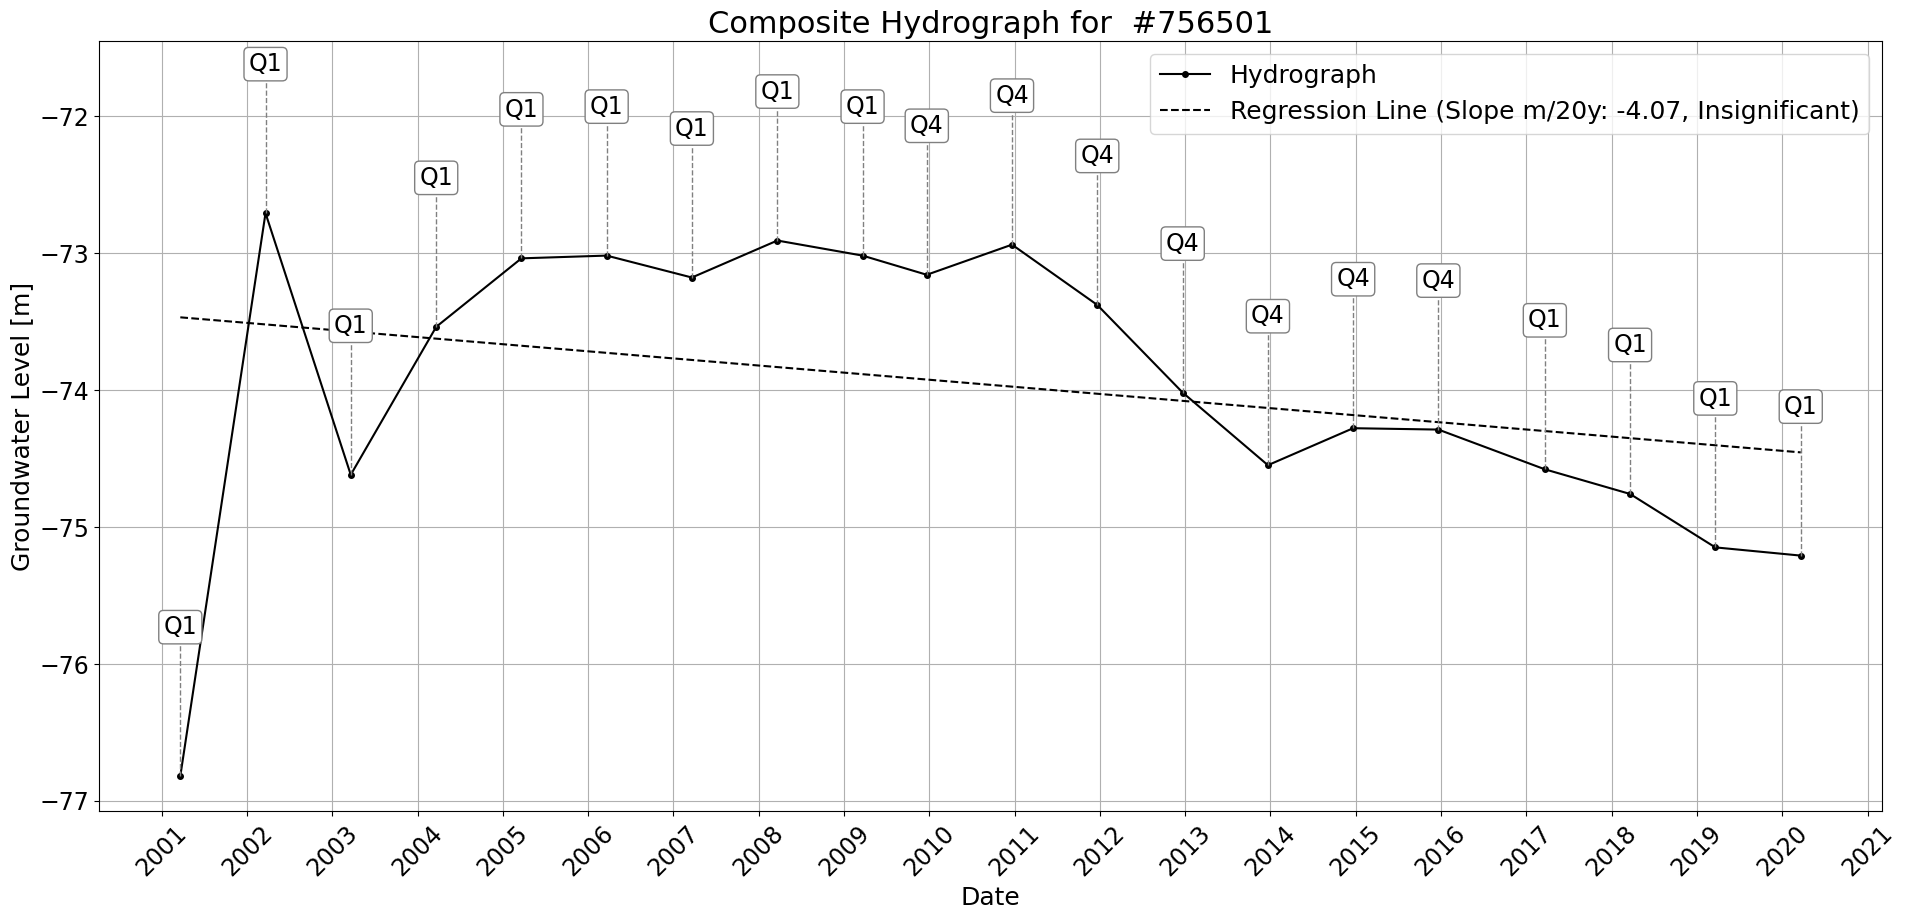 Composite Hydrograph for  #756501
Hydrograph
Regression Line (Slope m/20y: -4.07, Insignificant)
Q1
Q1
Q1
Q1
Q1
Q1
Q1
Q1
Q1
Q4
Q4
Q4
Q4
Q4
Q4
Q4
Q1
Q1
Q1
Q1
Groundwater Level [m]
−72
−73
−74
−75
−76
−77
2001
2002
2003
2004
2005
2006
2007
2008
2009
2010
2011
2012
2013
2014
2015
2016
2017
2018
2019
2020
2021
Date